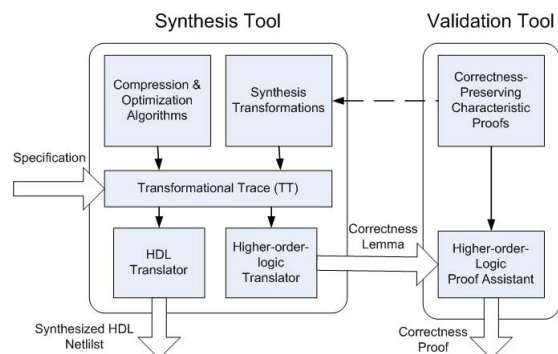 Synthesis Tool
Validation Tool
Compression &
Optimization
Algorithms
Synthesis
Transformations
Correctness-
Preserving
Characteristic
Proofs
Specification
Transformational Trace (TT)
HDL
Translator
Higher-order-
logic
Translator
Correctness
Lemma
Higher-order-
Logic
Proof Assistant
Synthesized HDL
Netlilst
Correctness
Proof